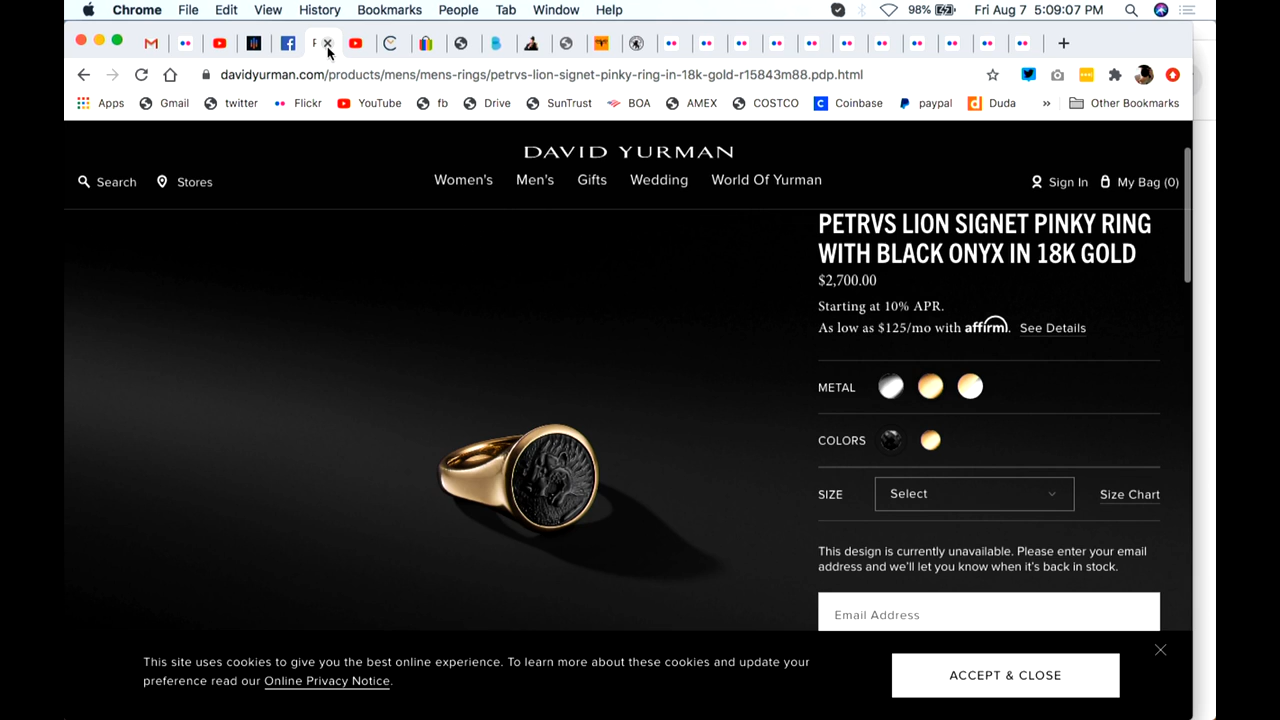 Chrome File Edit View History Bookmarks People Tab Window Help 98% Fri Aug 7 5:09:07 PM
davidyurman.com/products/mens/mens-rings/petrvs-lion-signet-pinky-ring-in-18k-gold-r15843m88.pdp.html
Apps Gmail twitter Flickr YouTube fb Drive SunTrust BOA AMEX COSTCO Coinbase paypal Duda » Other Bookmarks
DAVID YURMAN
Search Stores Women's Men's Gifts Wedding World Of Yurman Sign In My Bag (0)
PETRVS LION SIGNET PINKY RING
WITH BLACK ONYX IN 18K GOLD
$2,700.00
Starting at 10% APR.
As low as $125/mo with affirm. See Details
METAL
COLORS
SIZE Select Size Chart
This design is currently unavailable. Please enter your email
address and we'll let you know when it's back in stock.
Email Address
This site uses cookies to give you the best online experience. To learn more about these cookies and update your
preference read our Online Privacy Notice.
ACCEPT & CLOSE